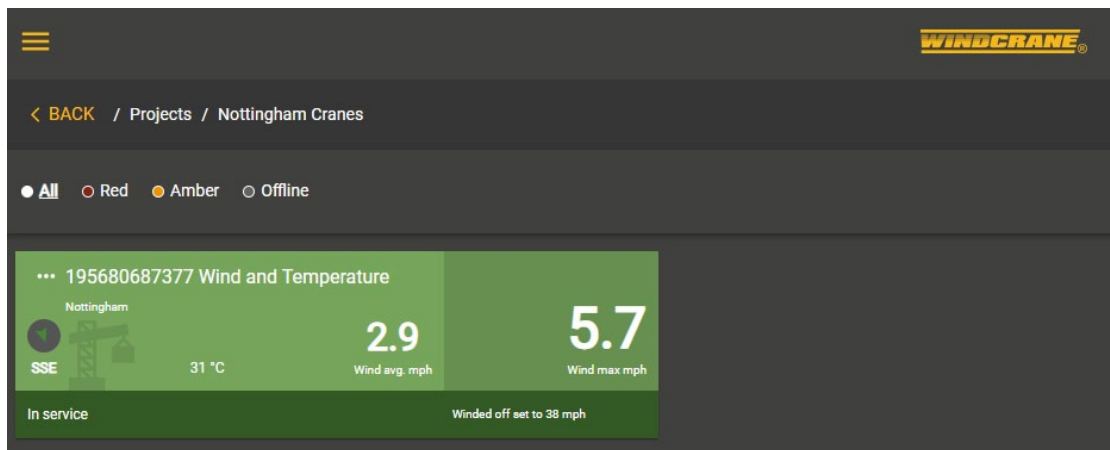 WINDCRANE®
< BACK / Projects / Nottingham Cranes
All Red Amber Offline
... 195680687377 Wind and Temperature
Nottingham
SSE
31 °C
2.9
Wind avg. mph
5.7
Wind max mph
In service
Winded off set to 38 mph